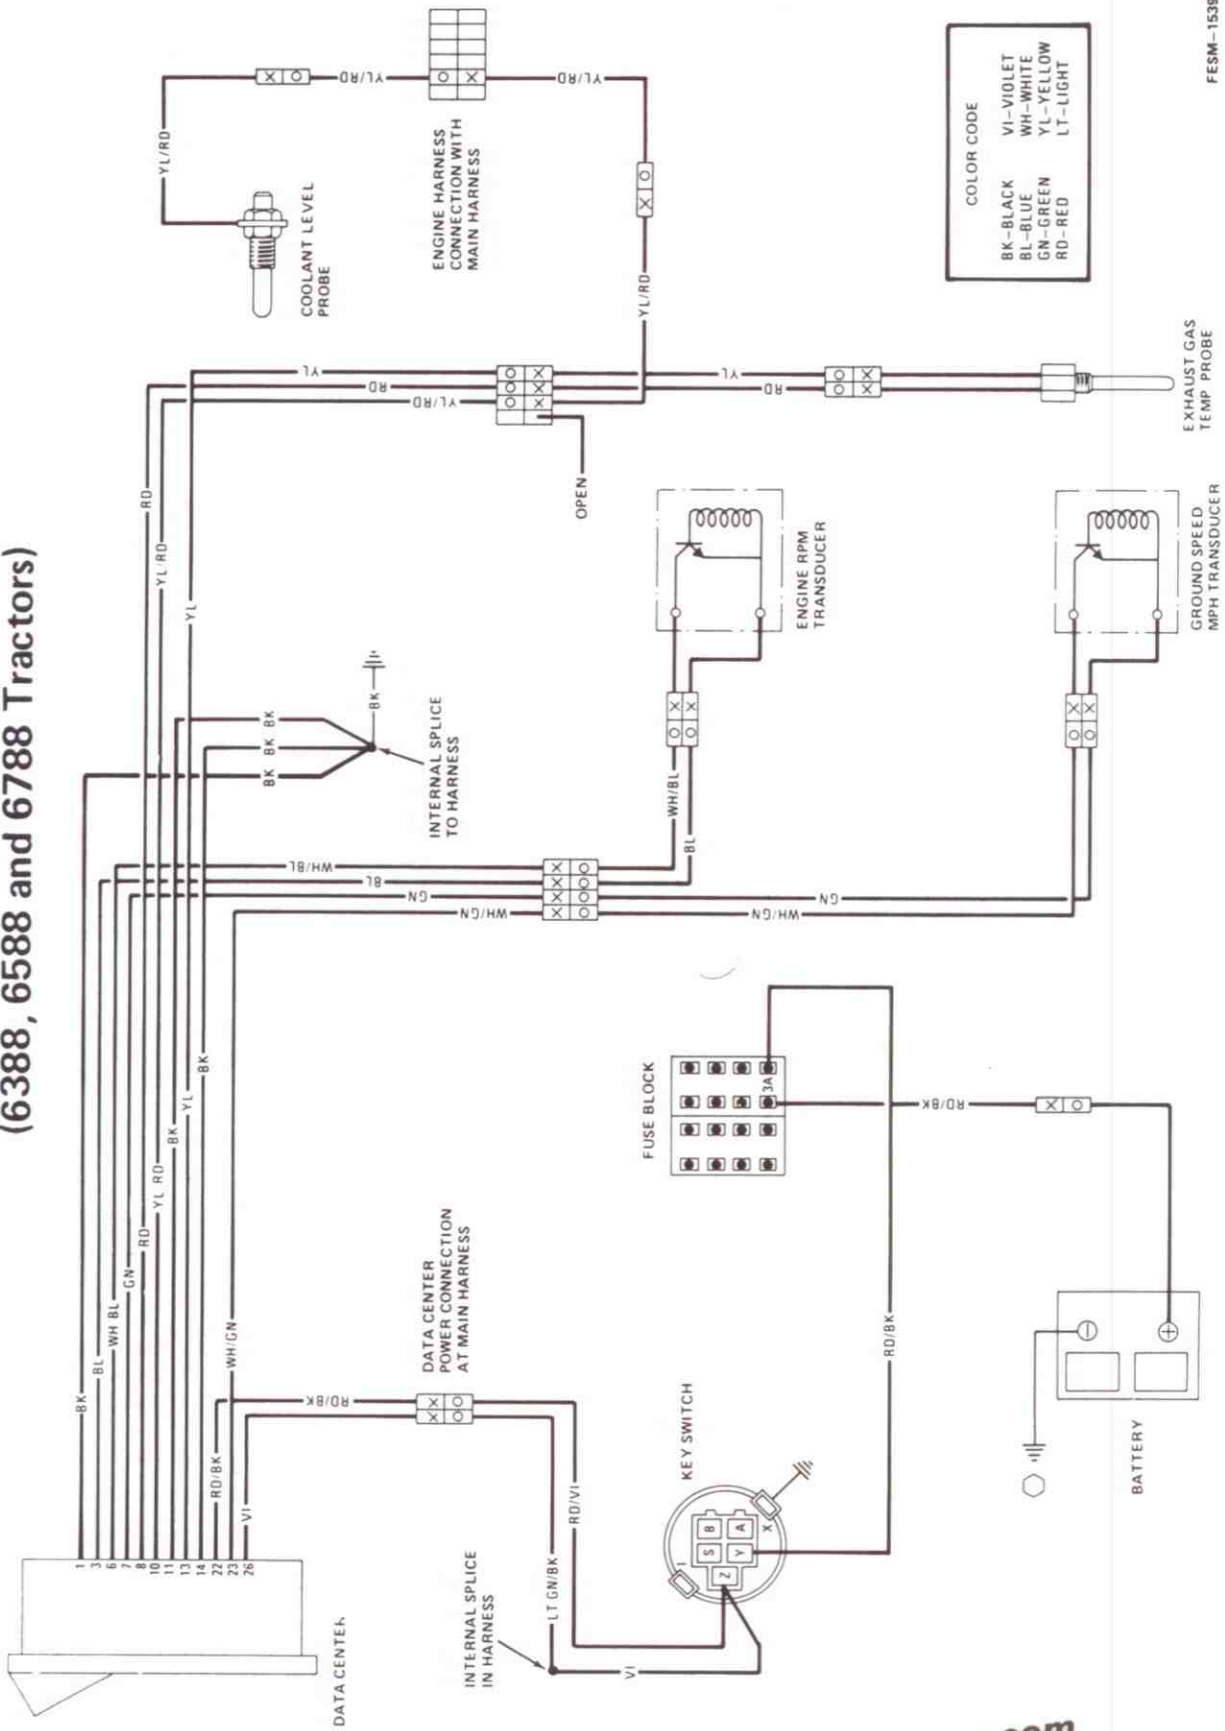 (6388, 6588 and 6788 Tractors)
DATA CENTER
1
3
6
7
8
10
11
13
14
22
23
26
BK
BL
WH BL
GN
RD
YL RD
BK
YL
BK
RD/BK
WH/GN
VI
RD
YL/RD
YL
BK
BK
BK
BK
INTERNAL SPLICE
TO HARNESS
WH/BL
BL
GN
WH/GN
WH/BL
BL
GN
WH/GN
YL
RD
YL/RD
YL
RD
YL/RD
OPEN
YL/RD
COOLANT LEVEL
PROBE
YL/RD
YL/RD
ENGINE HARNESS
CONNECTION WITH
MAIN HARNESS
ENGINE RPM
TRANSDUCER
GROUND SPEED
MPH TRANSDUCER
EXHAUST GAS
TEMP PROBE
COLOR CODE
BK-BLACK VI-VIOLET
BL-BLUE WH-WHITE
GN-GREEN YL-YELLOW
RD-RED LT-LIGHT
FESM-1539
RD/BK
DATA CENTER
POWER CONNECTION
AT MAIN HARNESS
INTERNAL SPLICE
IN HARNESS
LT GN/BK
RD/VI
VI
KEY SWITCH
I
B
A
S
Y
Z
X
FUSE BLOCK
3A
RD/BK
RD/BK
BATTERY
com